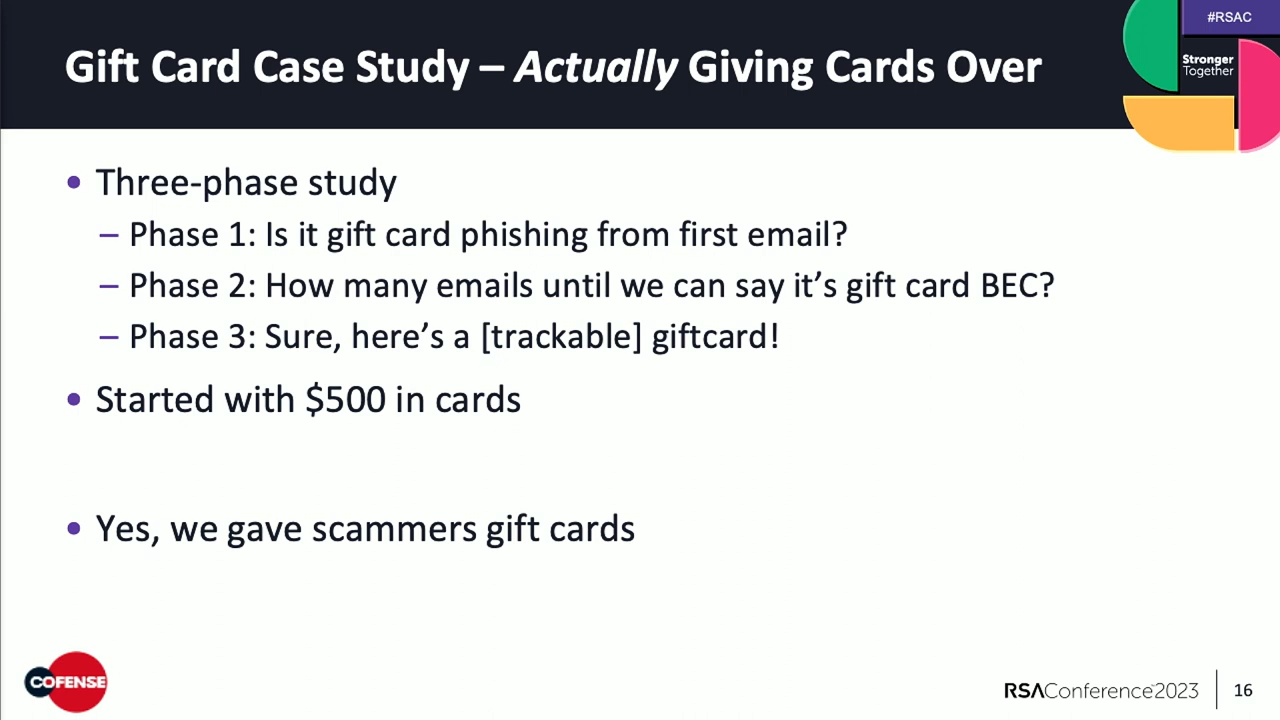 #RSAC
Gift Card Case Study – Actually Giving Cards Over
Stronger
Together
• Three-phase study
– Phase 1: Is it gift card phishing from first email?
– Phase 2: How many emails until we can say it’s gift card BEC?
– Phase 3: Sure, here’s a [trackable] giftcard!
• Started with $500 in cards
• Yes, we gave scammers gift cards
COFENSE
RSAConference™2023
16